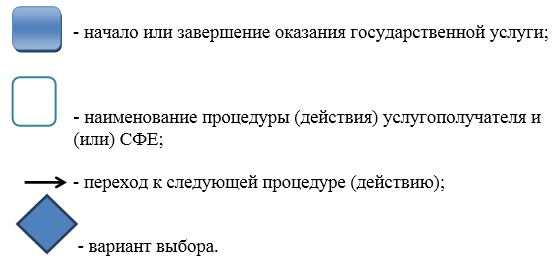 - начало или завершение оказания государственной услуги;
- наименование процедуры (действия) услугополучателя и
(или) СФЕ;
- переход к следующей процедуре (действию);
- вариант выбора.